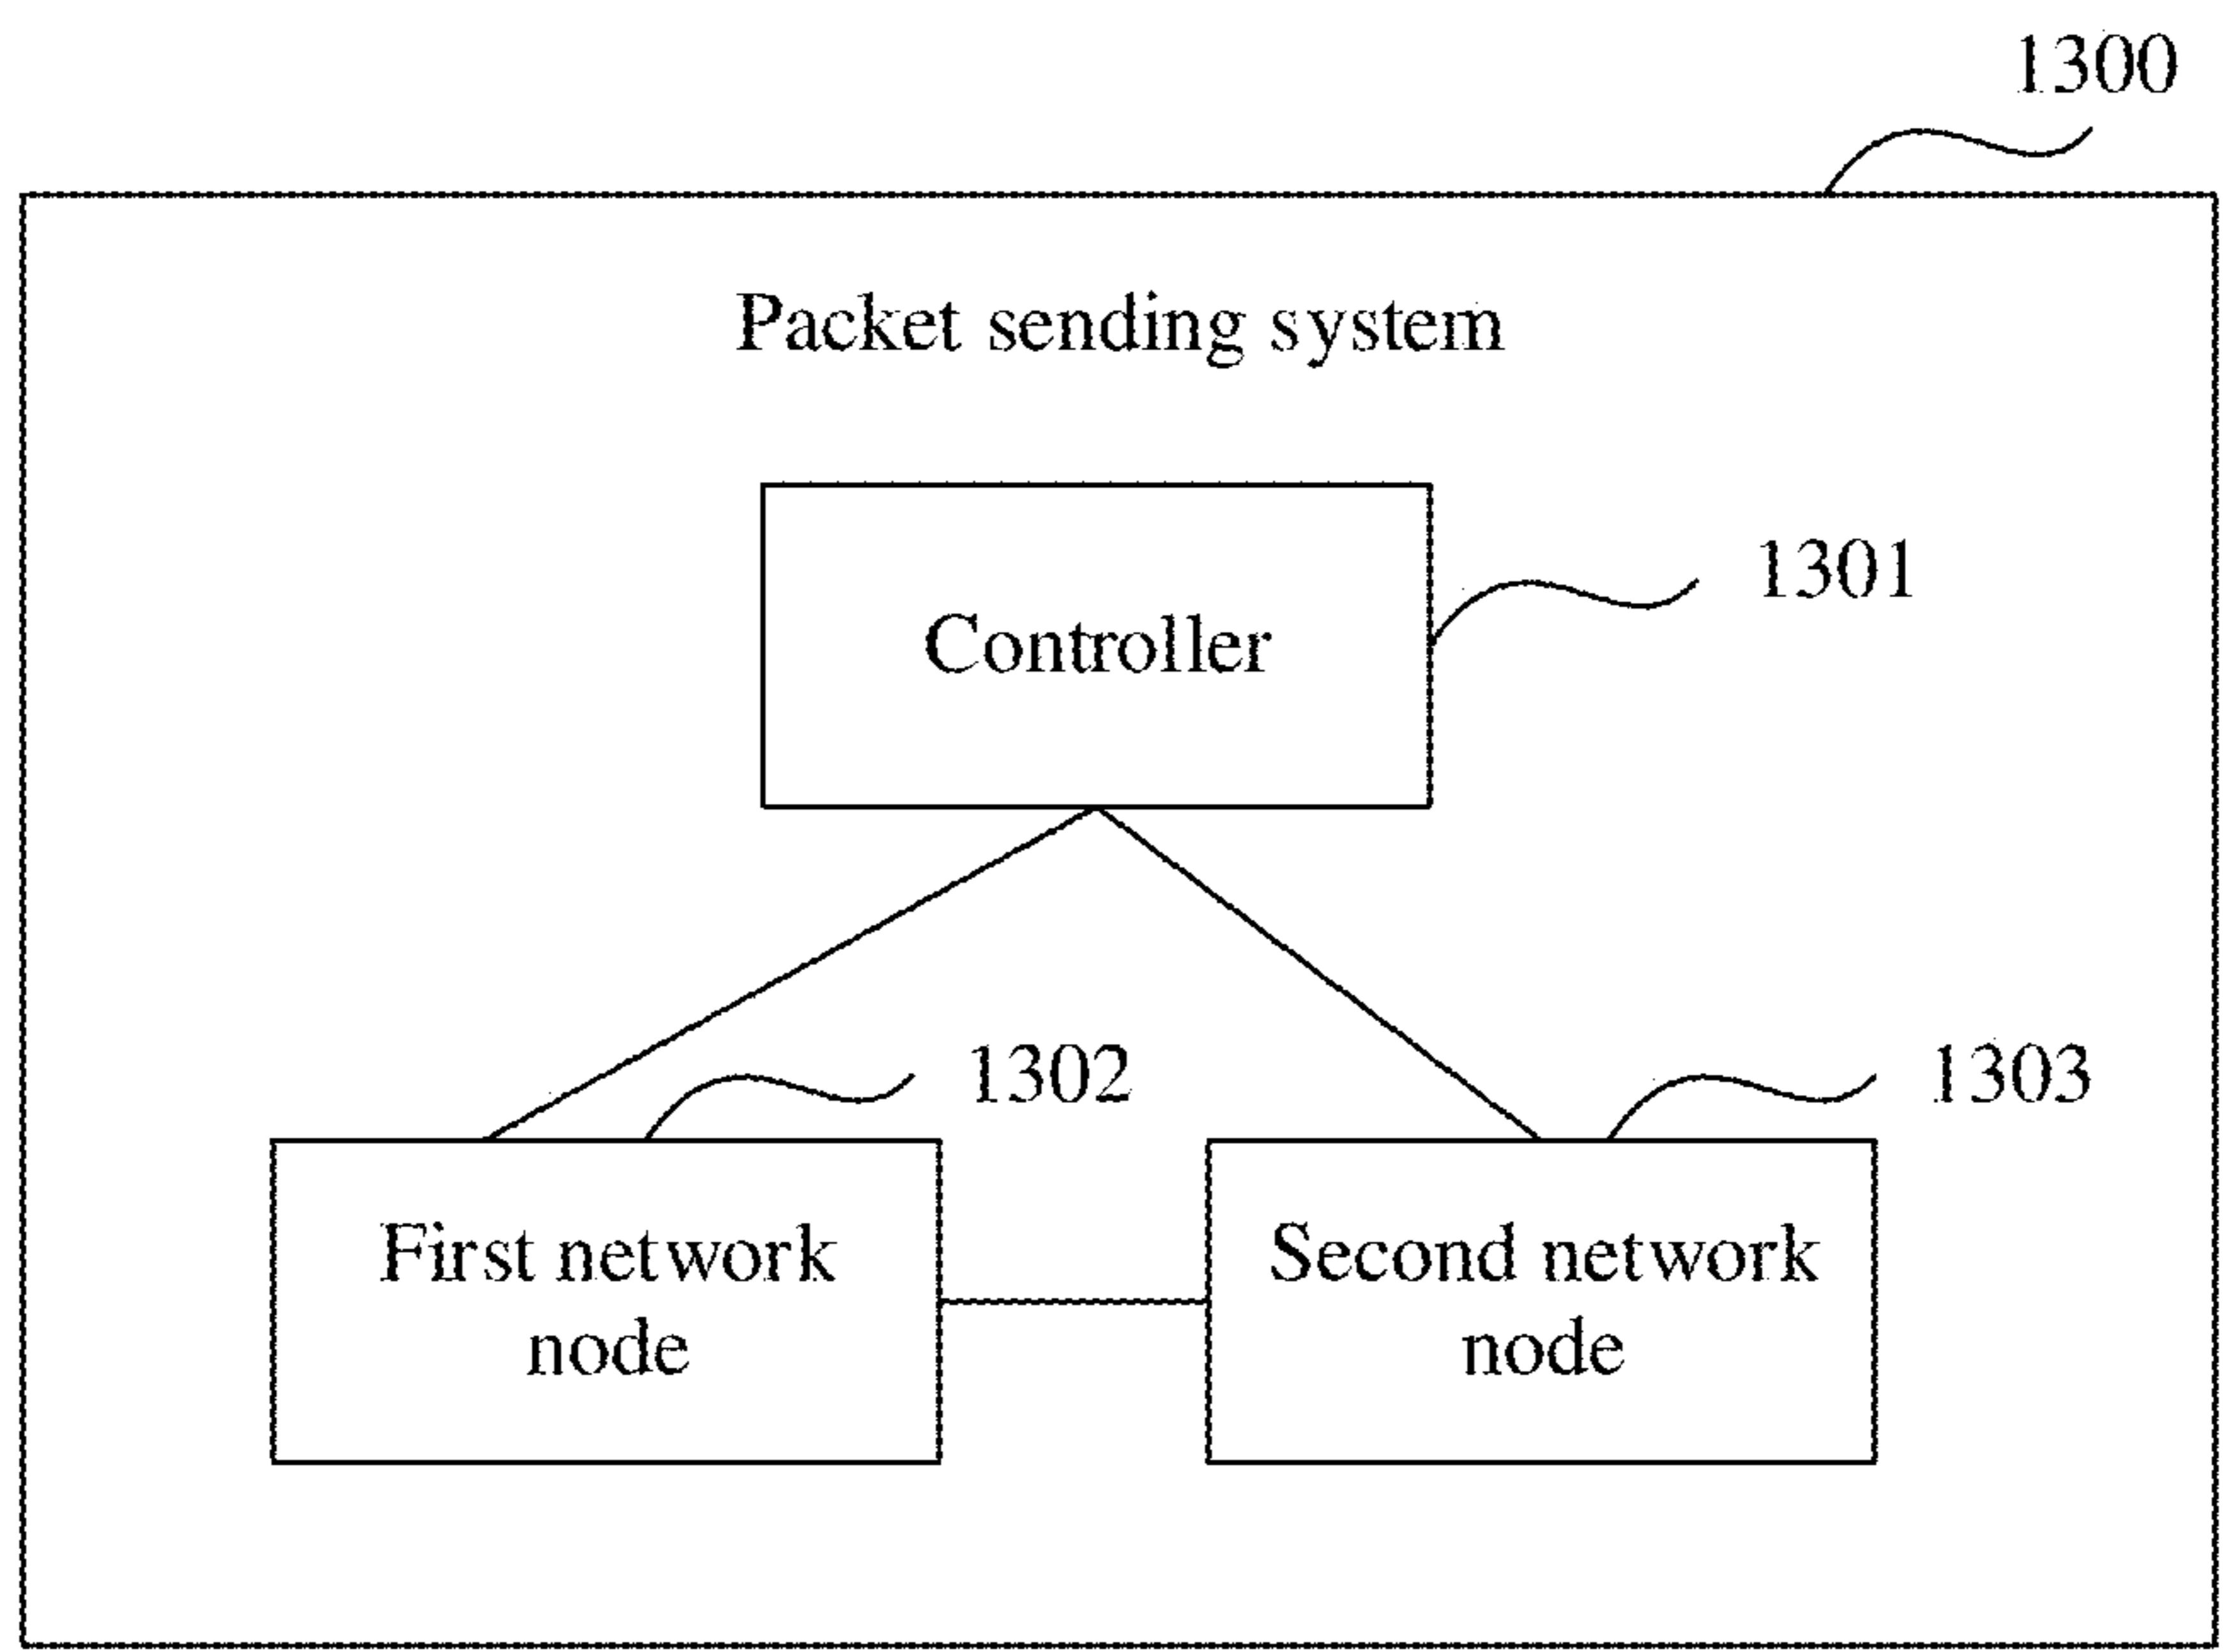 1300
Packet sending system
Controller
1301
1302
1303
First network
node
Second network
node